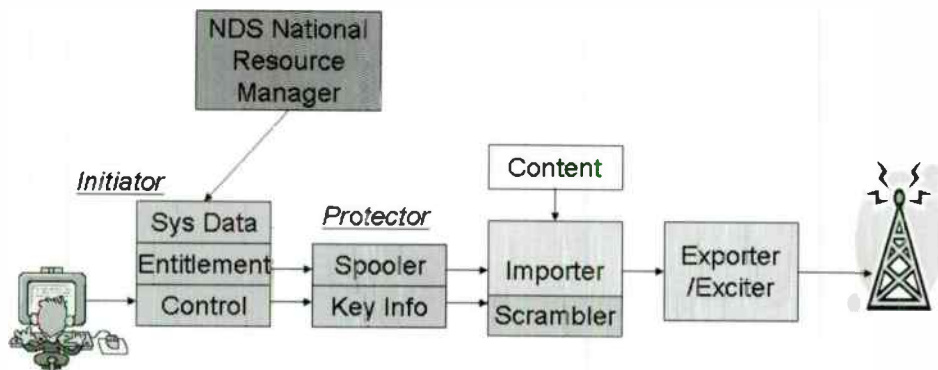 NDS National
Resource
Manager
Content
Initiator
Protector
Sys Data
Entitlement
Control
Spooler
Key Info
Importer
Scrambler
Exporter
/Exciter